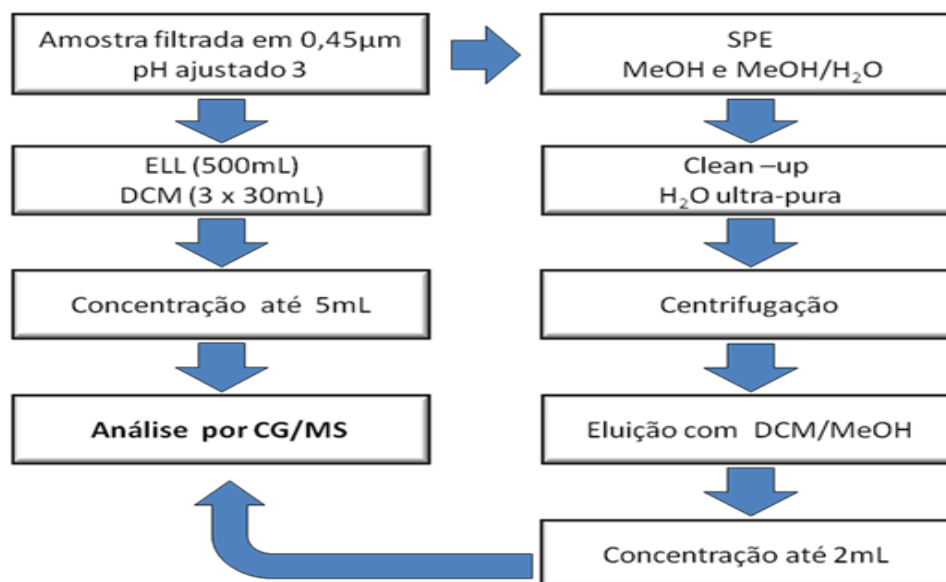 Amostra filtrada em 0,45µm
pH ajustado 3
ELL (500mL)
DCM (3 x 30mL)
Concentração até 5mL
Análise por CG/MS
SPE
MeOH e MeOH/H₂O
Clean –up
H₂O ultra-pura
Centrifugação
Eluição com DCM/MeOH
Concentração até 2mL